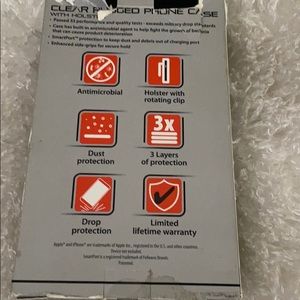 CLEAR RUGGED PHONE CASE
WITH HOLSTER
• Passed 33 performance and quality tests - exceeds military drop standards
• Case has built in antimicrobial agent to help fight the growth of bacteria
that can cause product deterioration
• SmartPort™ protection to keep dust and debris out of charging port
• Enhanced side-grips for secure hold
Antimicrobial
Holster with
rotating clip
Dust
protection
3x
3 Layers
of protection
Drop
protection
Limited
lifetime warranty
Apple® and iPhone® are trademarks of Apple Inc., registered in the U.S. and other countries.
Device not included.
SmartPort is a registered trademark of Fellowes Brands.
Patented.